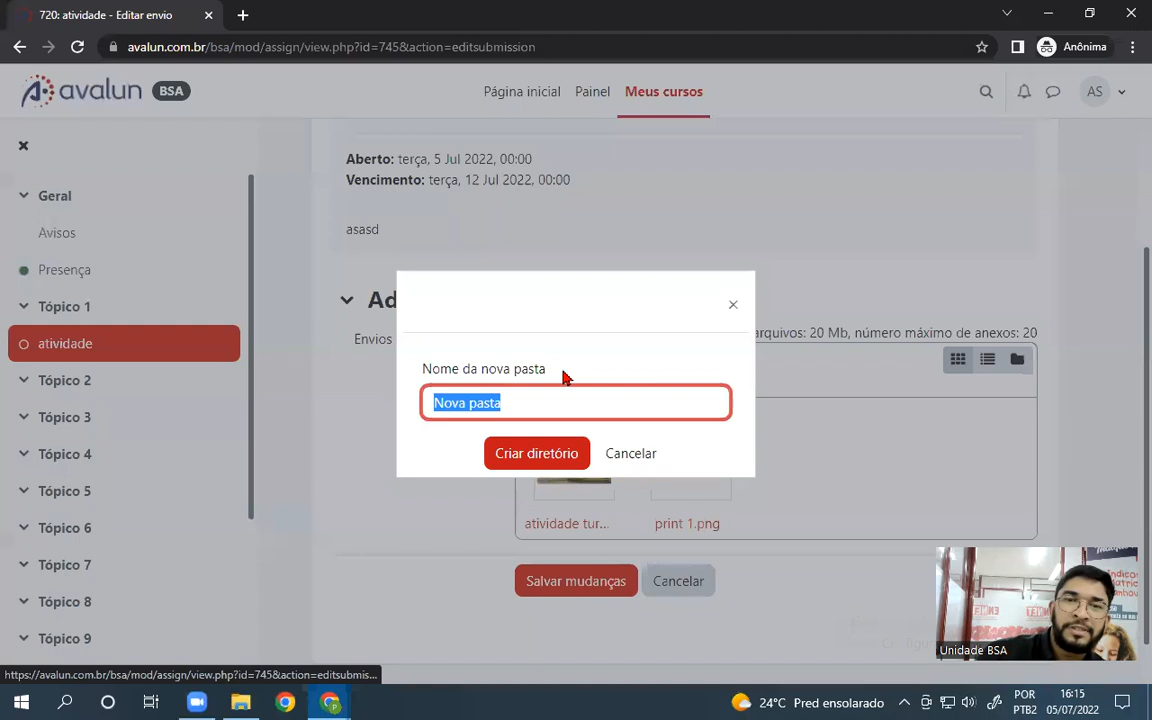 720: atividade - Editar envio
avalun.com.br/bsa/mod/assign/view.php?id=745&action=editsubmission
Anônima
avalun BSA
Página inicial Painel Meus cursos
AS
Geral
Avisos
Presença
Tópico 1
atividade
Tópico 2
Tópico 3
Tópico 4
Tópico 5
Tópico 6
Tópico 7
Tópico 8
Tópico 9
Aberto: terça, 5 Jul 2022, 00:00
Vencimento: terça, 12 Jul 2022, 00:00
asasd
Ad
Envios
arquivos: 20 Mb, número máximo de anexos: 20
Nome da nova pasta
Nova pasta
Criar diretório Cancelar
atividade tur... print 1.png
Salvar mudanças Cancelar
Unidade BSA
https://avalun.com.br/bsa/mod/assign/view.php?id=745&action=editsubmiss...
24°C Pred ensolarado
POR
PTB2
16:15
05/07/2022